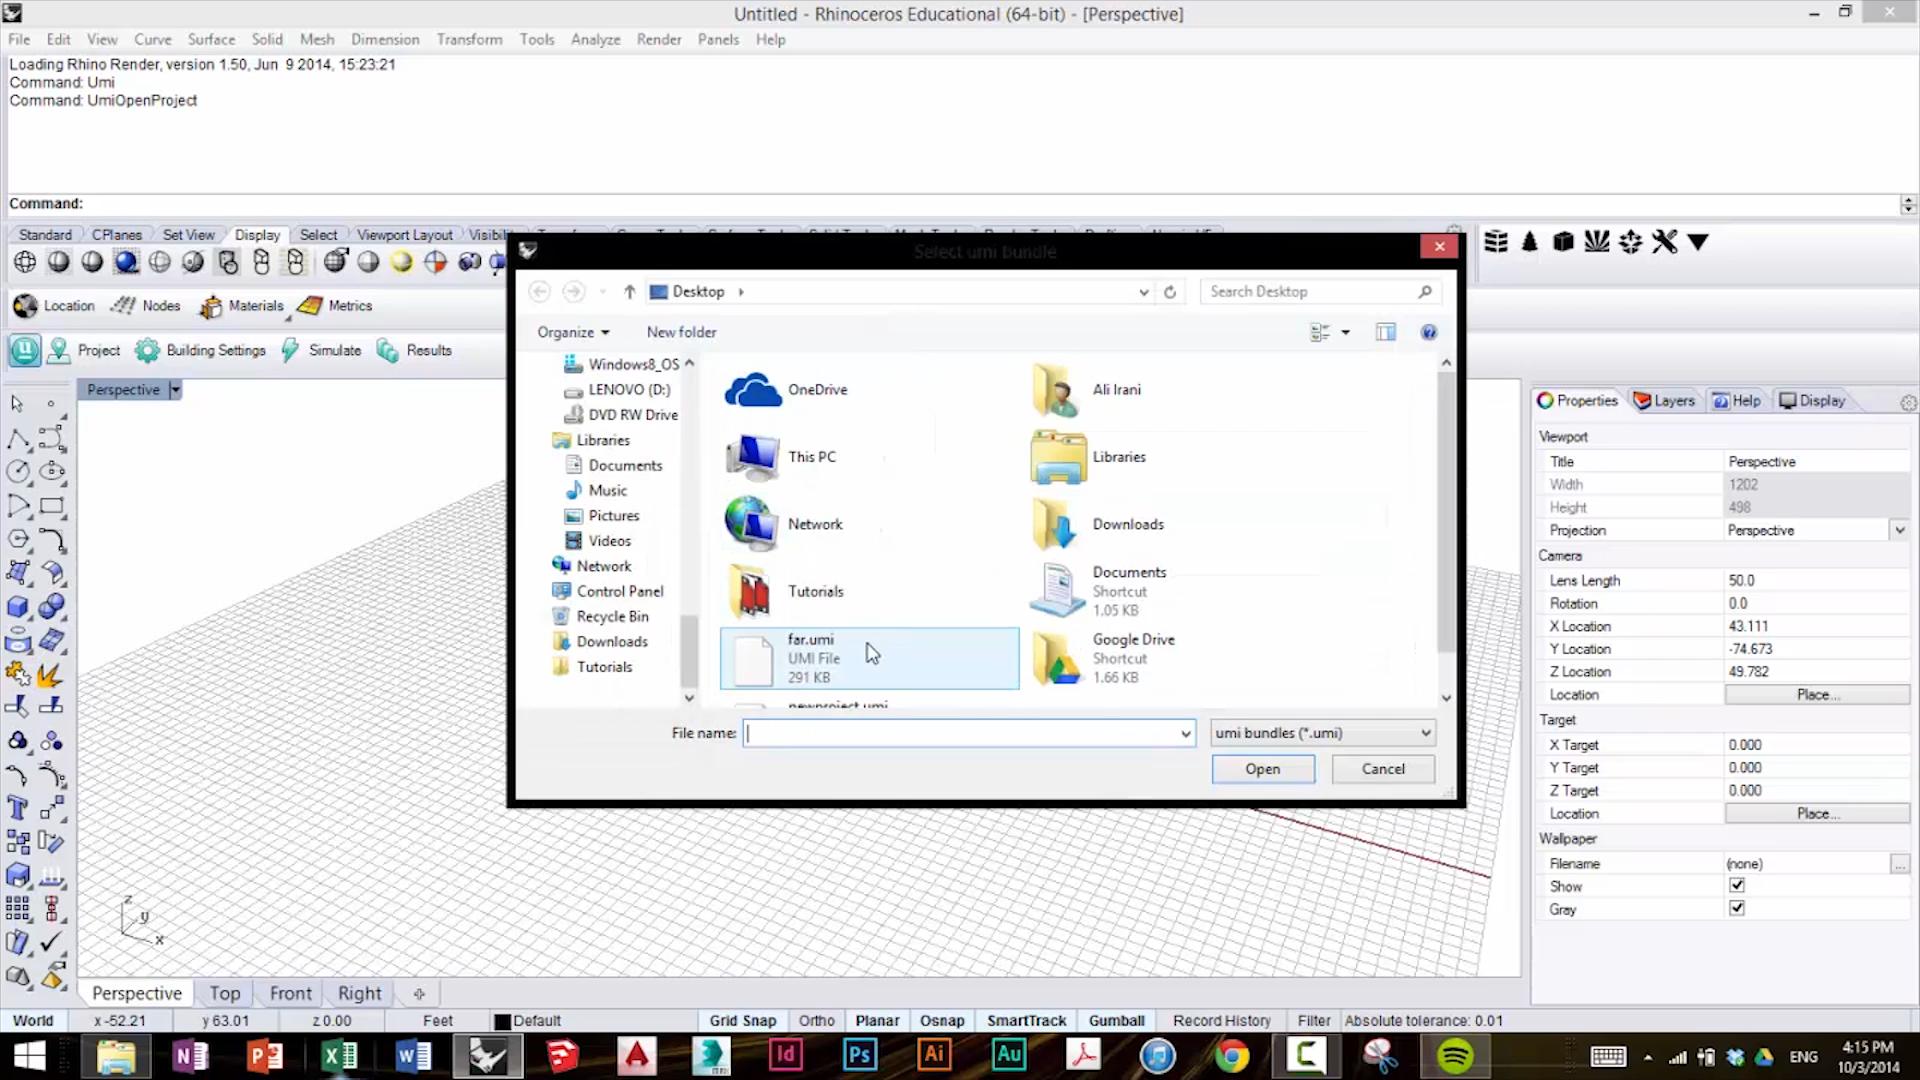 Untitled - Rhinoceros Educational (64-bit) - [Perspective]
File Edit View Curve Surface Solid Mesh Dimension Transform Tools Analyze Render Panels Help
Loading Rhino Render, version 1.50, Jun 9 2014, 15:23:21
Command: Umi
Command: UmiOpenProject
Command:
Standard CPlanes Set View Display Select Viewport Layout
Location Nodes Materials Metrics
Project Building Settings Simulate Results
Perspective
Select umi bundle
Desktop
Search Desktop
Organize New folder
Windows8_OS
LENOVO (D:)
DVD RW Drive
Libraries
Documents
Music
Pictures
Videos
Network
Control Panel
Recycle Bin
Downloads
Tutorials
OneDrive
Ali Irani
This PC
Libraries
Network
Downloads
Tutorials
Documents
Shortcut
1.05 KB
far.umi
UMI File
291 KB
Google Drive
Shortcut
1.66 KB
newproject.umi
File name:
umi bundles (*.umi)
Open Cancel
Properties Layers Help Display
Viewport
Title Perspective
Width 1202
Height 498
Projection Perspective
Camera
Lens Length 50.0
Rotation 0.0
X Location 43.111
Y Location -74.673
Z Location 49.782
Location Place...
Target
X Target 0.000
Y Target 0.000
Z Target 0.000
Location Place...
Wallpaper
Filename (none) ...
Show
Gray
z
y
x
Perspective Top Front Right
World x -52.21 y 63.01 z 0.00 Feet Default Grid Snap Ortho Planar Osnap SmartTrack Gumball Record History Filter Absolute tolerance: 0.01
Id Ps Ai Au
ENG
4:15 PM
10/3/2014